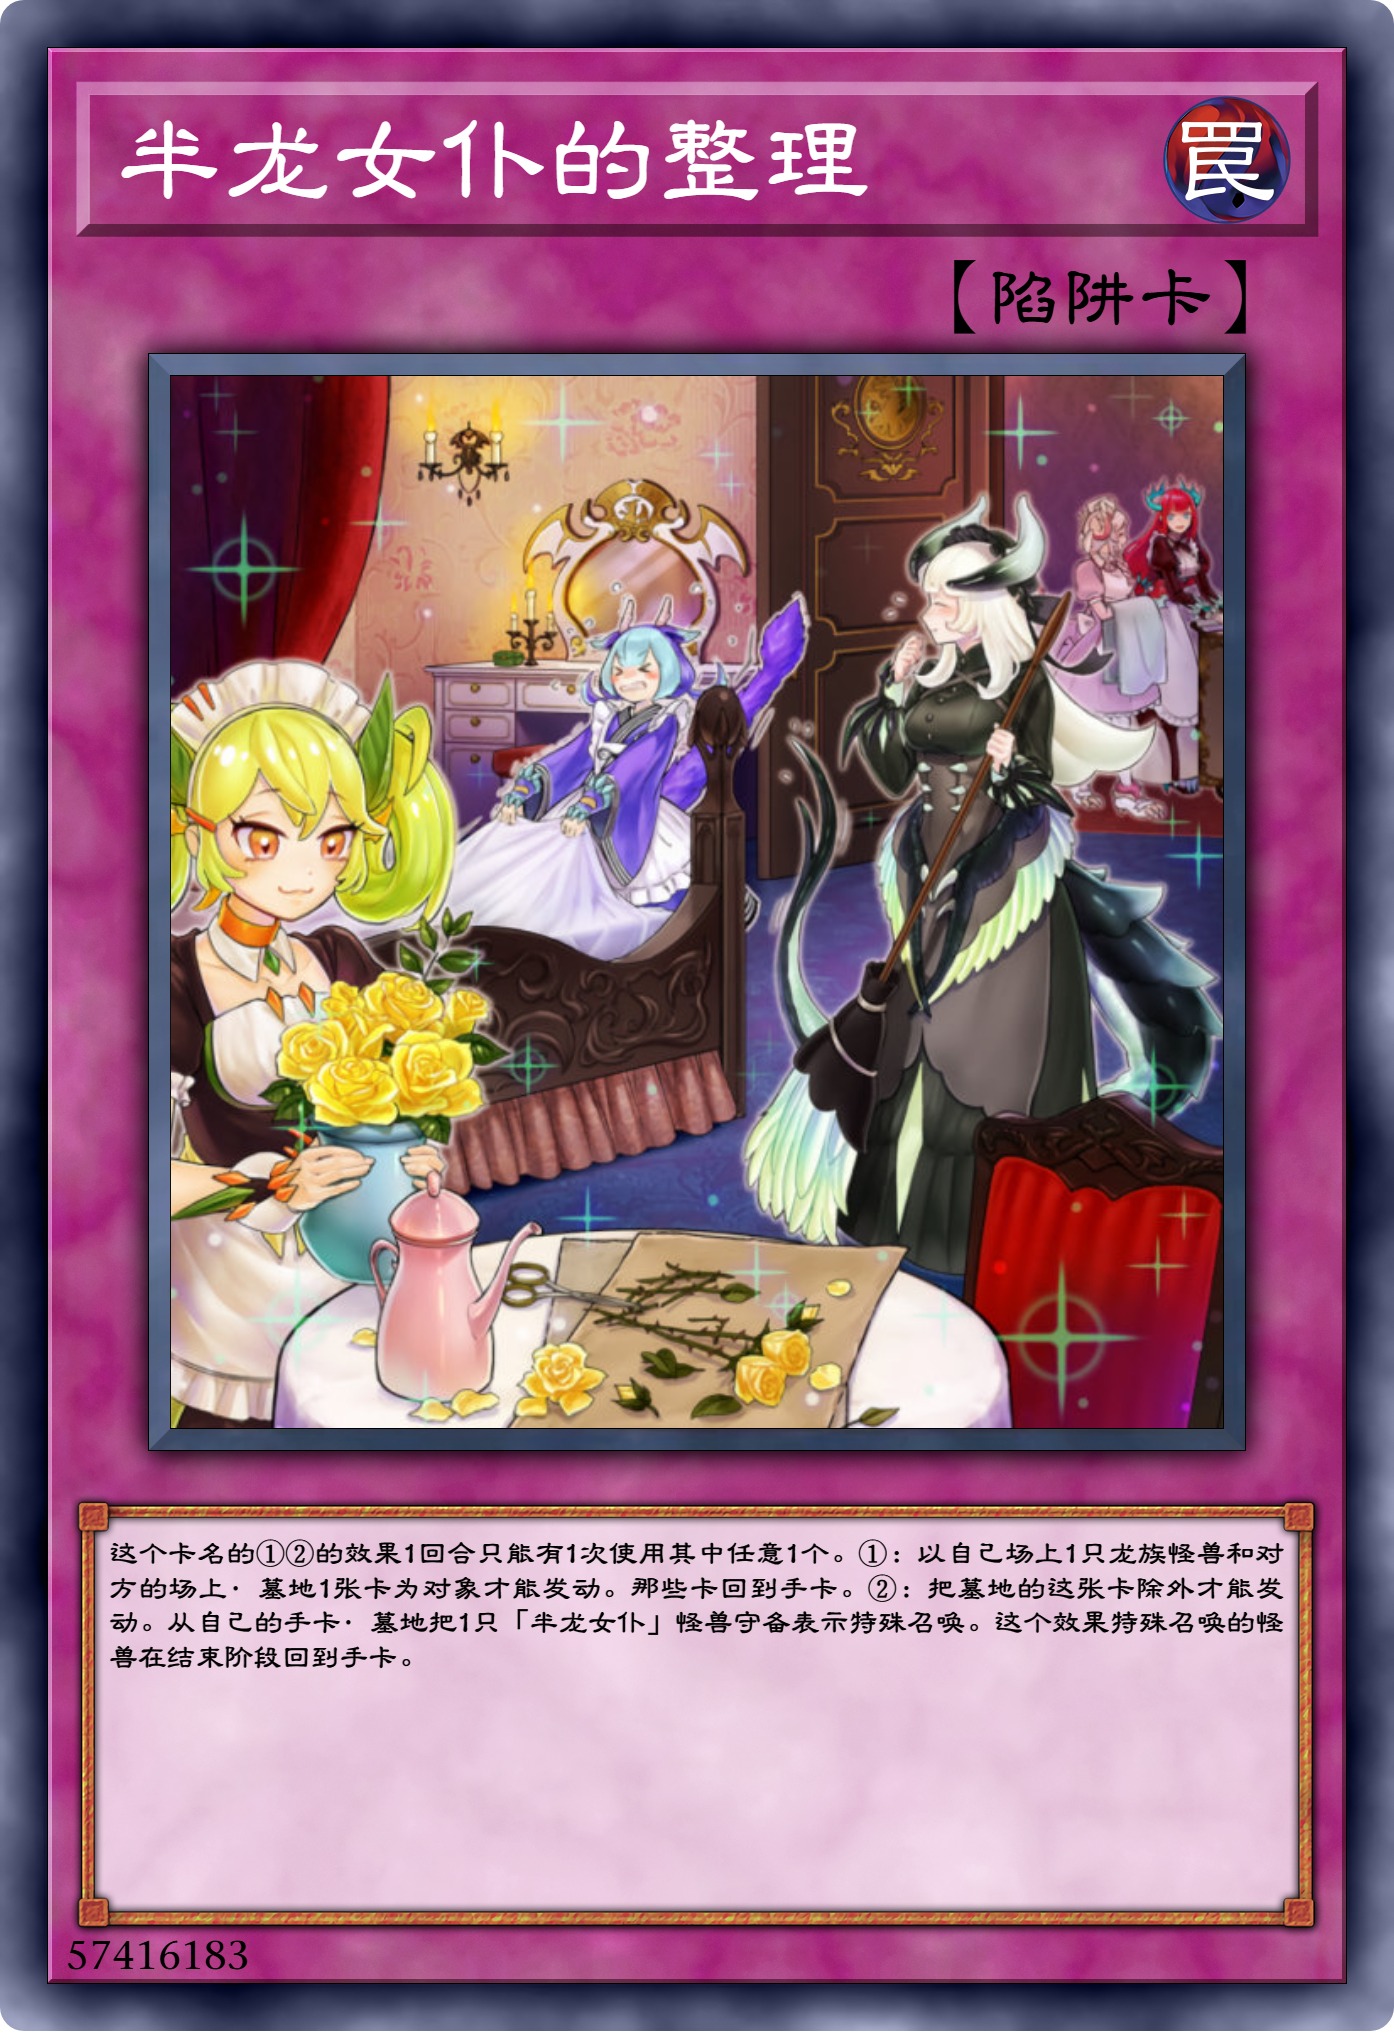 半龙女仆的整理
罠
【陷阱卡】
这个卡名的①②的效果1回合只能有1次使用其中任意1个。①：以自己场上1只龙族怪兽和对
方的场上·墓地1张卡为对象才能发动。那些卡回到手卡。②：把墓地的这张卡除外才能发
动。从自己的手卡·墓地把1只「半龙女仆」怪兽守备表示特殊召唤。这个效果特殊召唤的怪
兽在结束阶段回到手卡。
57416183